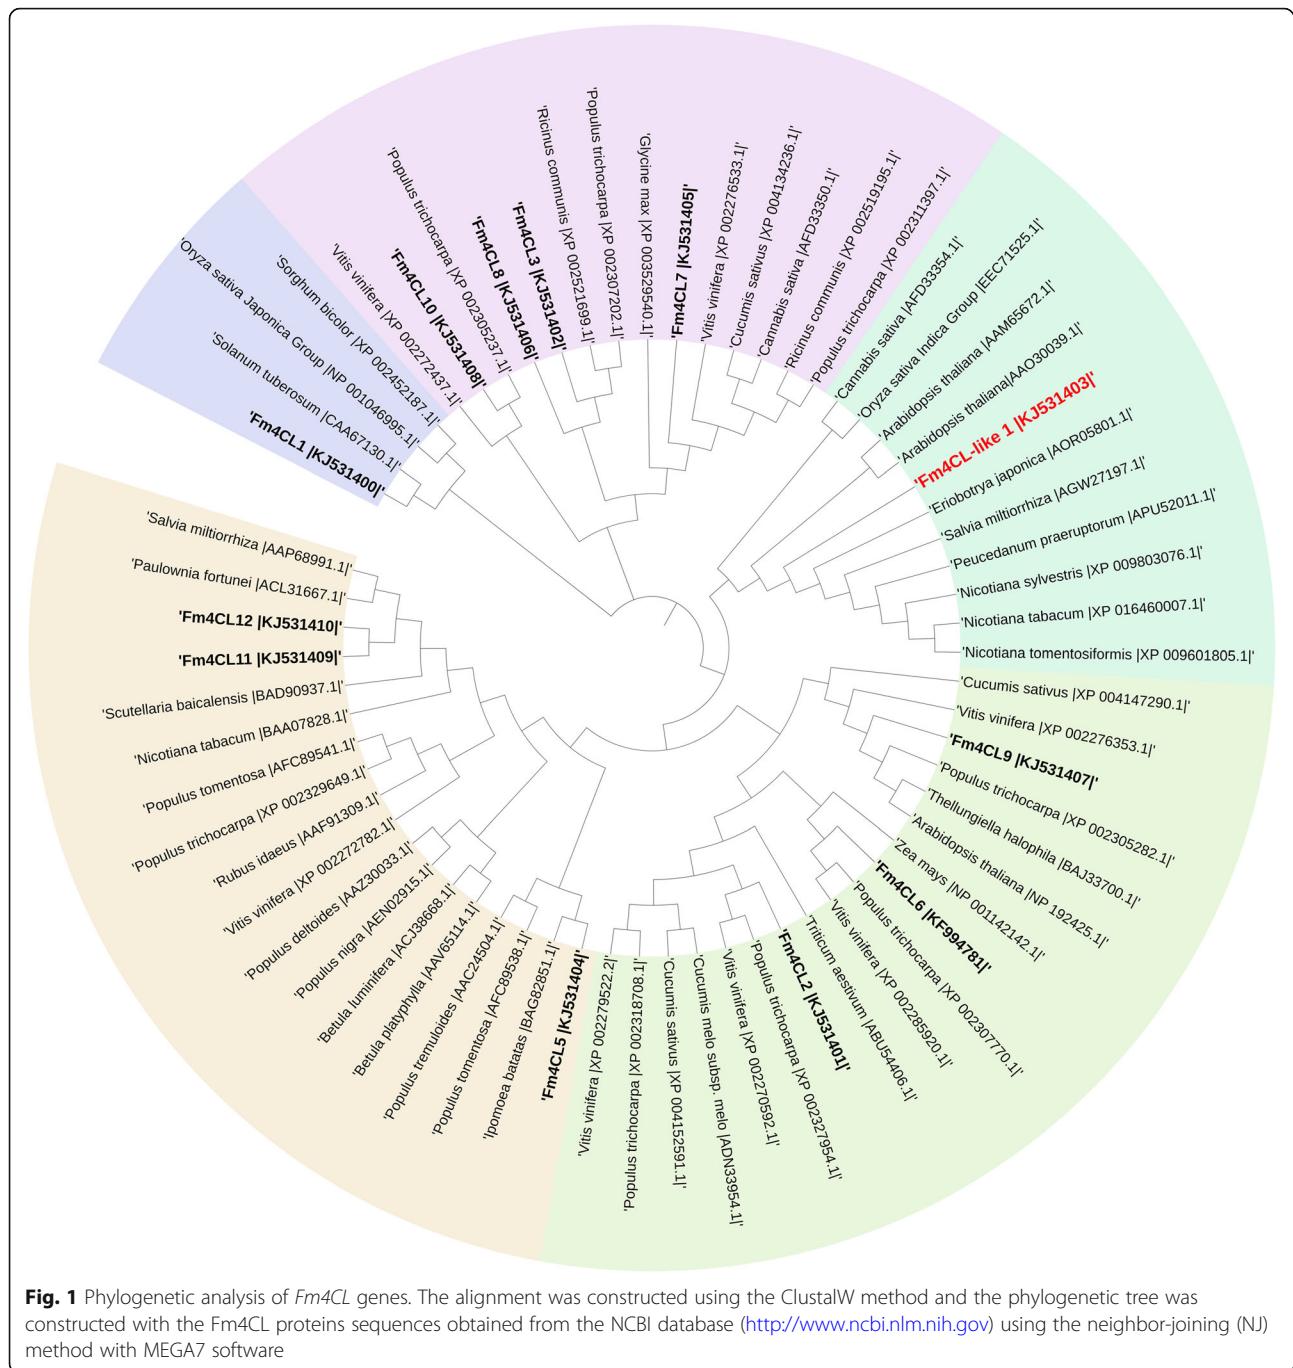 'Fm4CL1 |KJ531400|'
'Solanum tuberosum |CAA67130.1|'
'Oryza sativa Japonica Group |NP 001046995.1|'
'Sorghum bicolor |XP 002452187.1|'
'Vitis vinifera |XP 002272437.1|'
'Fm4CL10 |KJ531408|'
'Populus trichocarpa |XP 002305237.1|'
'Fm4CL8 |KJ531406|'
'Fm4CL3 |KJ531402|'
'Ricinus communis |XP 002521699.1|'
'Populus trichocarpa |XP 002307202.1|'
'Glycine max |XP 003529540.1|'
'Fm4CL7 |KJ531405|'
'Vitis vinifera |XP 002276533.1|'
'Cucumis sativus |XP 004134236.1|'
'Cannabis sativa |AFD33350.1|'
'Ricinus communis |XP 002519195.1|'
'Populus trichocarpa |XP 002311397.1|'
'Cannabis sativa |AFD3354.1|'
'Oryza sativa Indica Group |EEC71525.1|'
'Arabidopsis thaliana |AAM65672.1|'
'Arabidopsis thaliana|AAO30039.1|'
'Fm4CL-like 1 |KJ531403|'
'Eriobotrya japonica |AOR05801.1|'
'Salvia miltiorrhiza |AGW27197.1|'
'Peucedanum praeruptorum |APU52011.1|'
'Nicotiana sylvestris |XP 009803076.1|'
'Nicotiana tabacum |XP 016460007.1|'
'Nicotiana tomentosiformis |XP 009601805.1|'
'Cucumis sativus |XP 004147290.1|'
'Vitis vinifera |XP 002276353.1|'
'Fm4CL9 |KJ531407|'
'Populus trichocarpa |XP 002305282.1|'
'Thellungiella halophila |BAJ33700.1|'
'Arabidopsis thaliana |NP 192425.1|'
'Zea mays |NP 001142142.1|'
'Fm4CL6 |KF994781|'
'Populus trichocarpa |XP 002307770.1|'
'Vitis vinifera |XP 002285920.1|'
'Triticum aestivum |ABU54406.1|'
'Fm4CL2 |KJ531401|'
'Populus trichocarpa |XP 002327954.1|'
'Vitis vinifera |XP 002270592.1|'
'Cucumis melo subsp. melo |ADN33954.1|'
'Cucumis sativus |XP 004152591.1|'
'Populus trichocarpa |XP 002318708.1|'
'Vitis vinifera |XP 002279522.2|'
'Fm4CL5 |KJ531404|'
'Ipomoea batatas |BAG82851.1|'
'Populus tomentosa |AFC89538.1|'
'Populus tremuloides |AAC24504.1|'
'Betula platyphylla |AAV65114.1|'
'Betula luminifera |ACJ38668.1|'
'Populus nigra |AEN02915.1|'
'Populus deltoides |AAZ30033.1|'
'Vitis vinifera |XP 002272782.1|'
'Rubus idaeus |AAF91309.1|'
'Populus trichocarpa |XP 002329649.1|'
'Populus tomentosa |AFC89541.1|'
'Nicotiana tabacum |BAA07828.1|'
'Scutellaria baicalensis |BAD90937.1|'
'Fm4CL11 |KJ531409|'
'Fm4CL12 |KJ531410|'
'Paulownia fortunei |ACL31667.1|'
'Salvia miltiorrhiza |AAP68991.1|'
Fig. 1 Phylogenetic analysis of Fm4CL genes. The alignment was constructed using the ClustalW method and the phylogenetic tree was
constructed with the Fm4CL proteins sequences obtained from the NCBI database (http://www.ncbi.nlm.nih.gov) using the neighbor-joining (NJ)
method with MEGA7 software